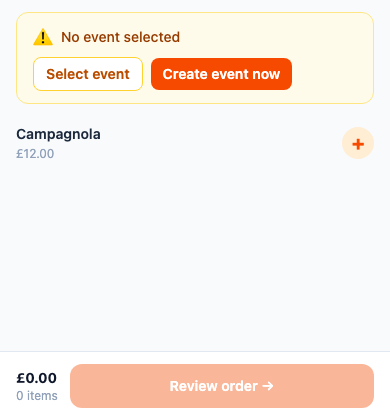 No event selected
Select event
Create event now
Campagnola
£12.00
+
£0.00
0 items
Review order →